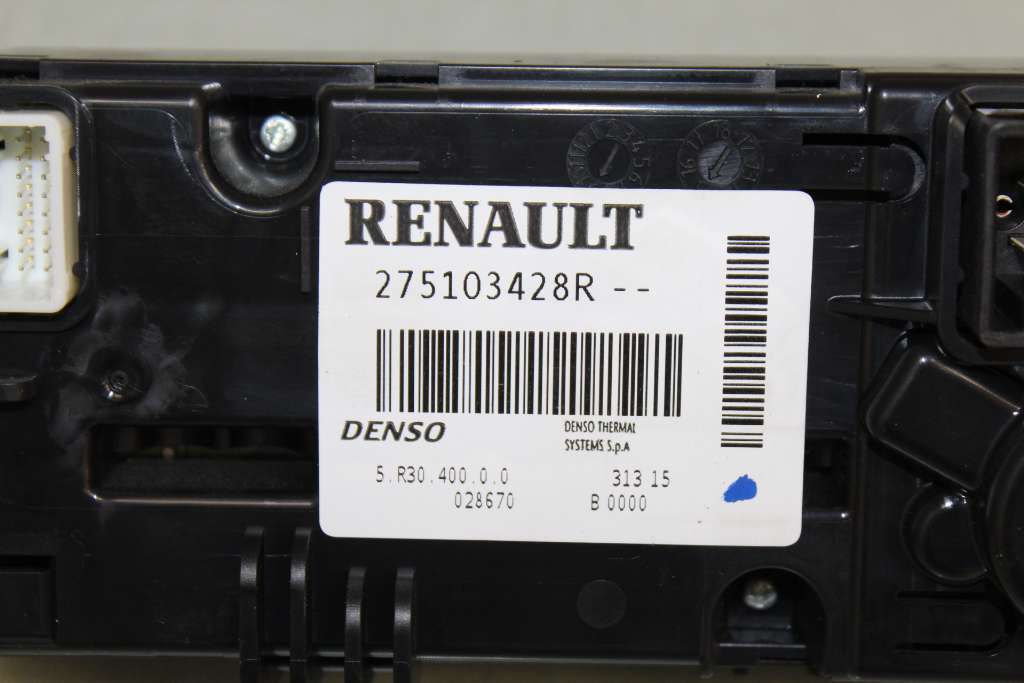 RENAULT
275103428R --
DENSO
DENSO THERMAL
SYSTEMS S.p.A
5.R30.400.0.0
313 15
028670
B 0000